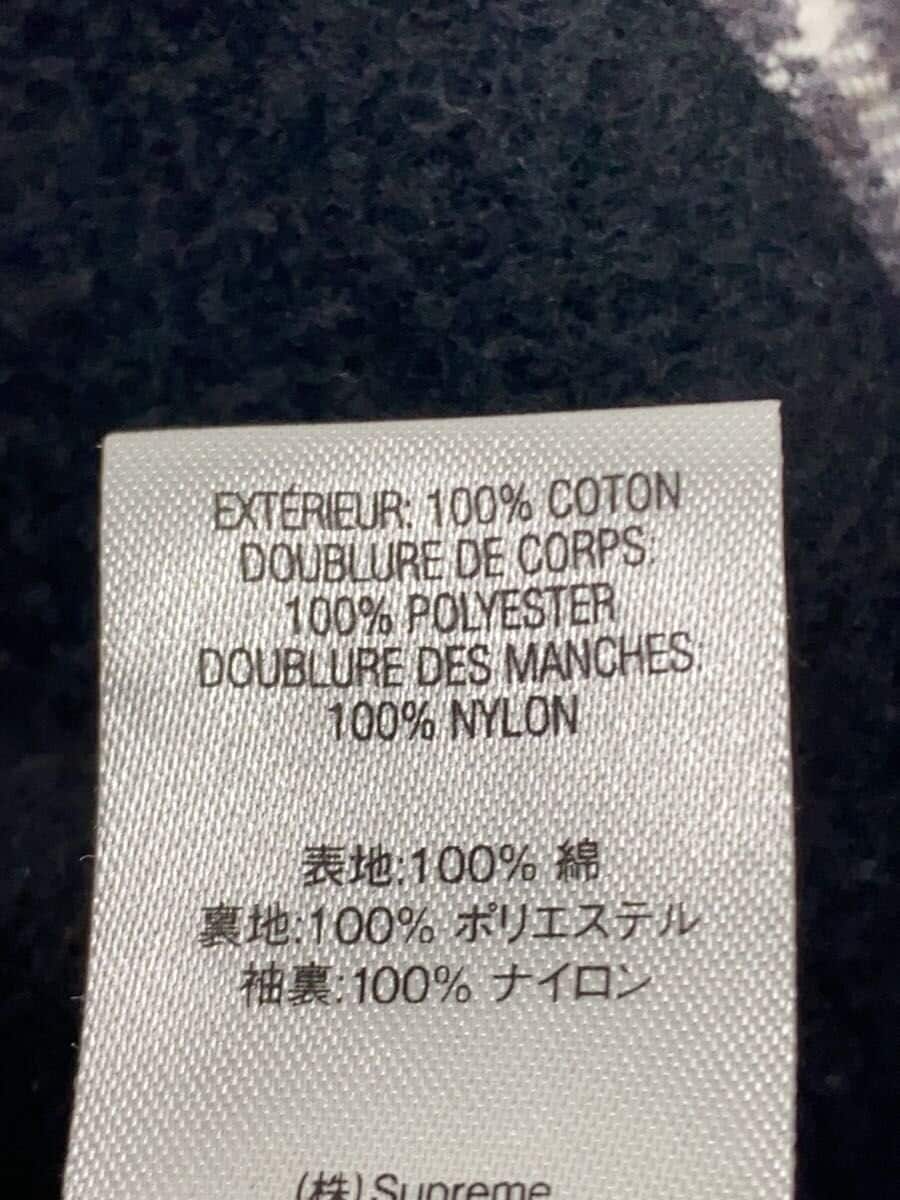 EXTÉRIEUR: 100% COTON
DOUBLURE DE CORPS:
100% POLYESTER
DOUBLURE DES MANCHES:
100% NYLON
表地:100% 綿
裏地:100% ポリエステル
袖裏:100% ナイロン
(株)Supreme